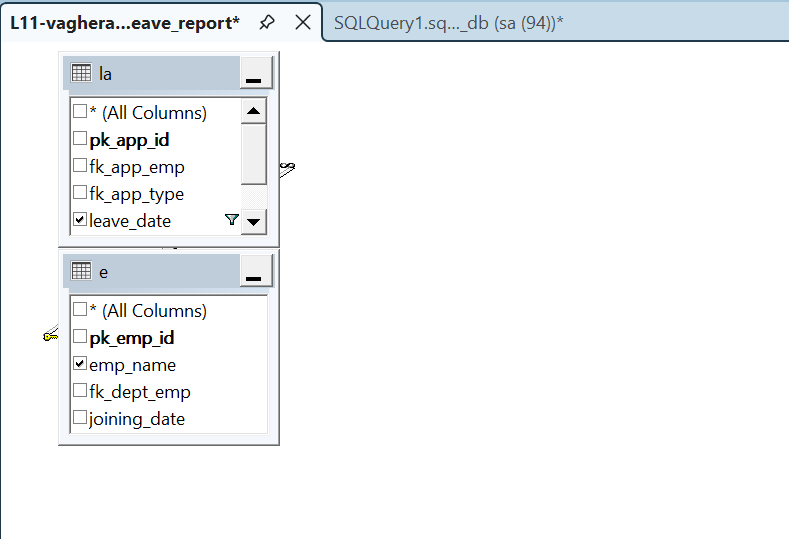 L11-vaghera...eave_report*
SQLQuery1.sq..._db (sa (94))*
la
* (All Columns)
pk_app_id
fk_app_emp
fk_app_type
leave_date
e
* (All Columns)
pk_emp_id
emp_name
fk_dept_emp
joining_date